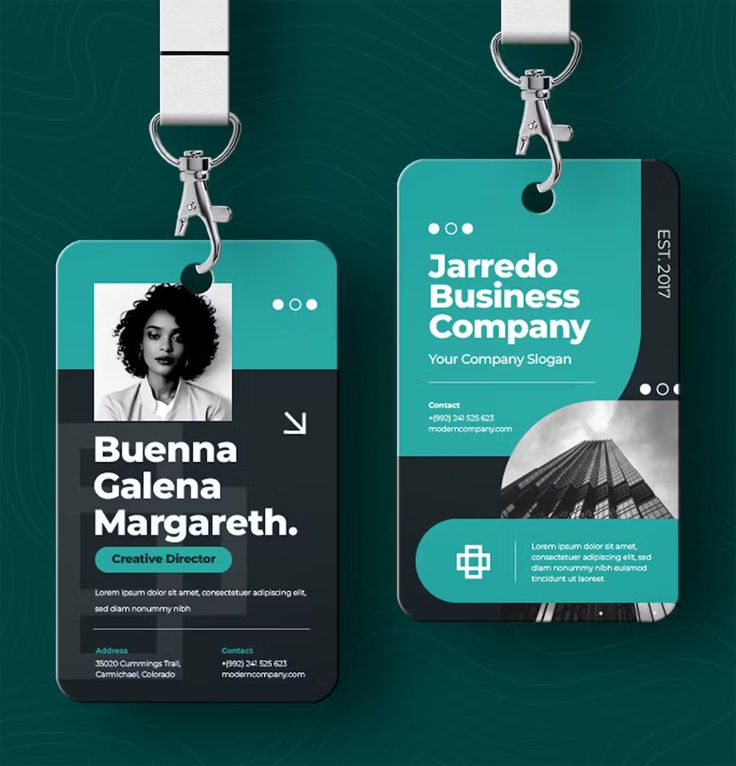 Buenna
Galena
Margareth.
Creative Director
Lorem ipsum dolor sit amet, consectetuer adipiscing elit,
sed diam nonummy nibh
Address
35020 Cummings Trail,
Carmichael, Colorado
Contact
+(992) 241 525 623
moderncompany.com
EST. 2017
Jarredo
Business
Company
Your Company Slogan
Contact
+(992) 241 525 623
moderncompany.com
Lorem ipsum dolor sit amet,
consectetuer adipiscing elit, sed
diam nonummy nibh euismod
tincidunt ut laoreet